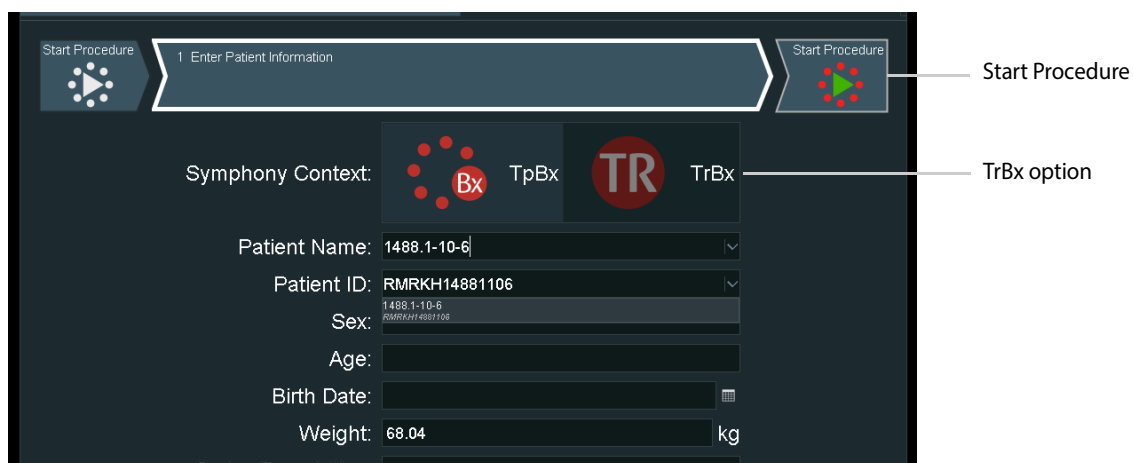 Start Procedure
1 Enter Patient Information
Start Procedure
Start Procedure
Symphony Context:
Bx
TpBx
TR
TrBx
TrBx option
Patient Name:
1488.1-10-6
Patient ID:
RMRKH14881106
1488.1-10-6
RMRKH14881106
Sex:
Age:
Birth Date:
Weight:
68.04
kg